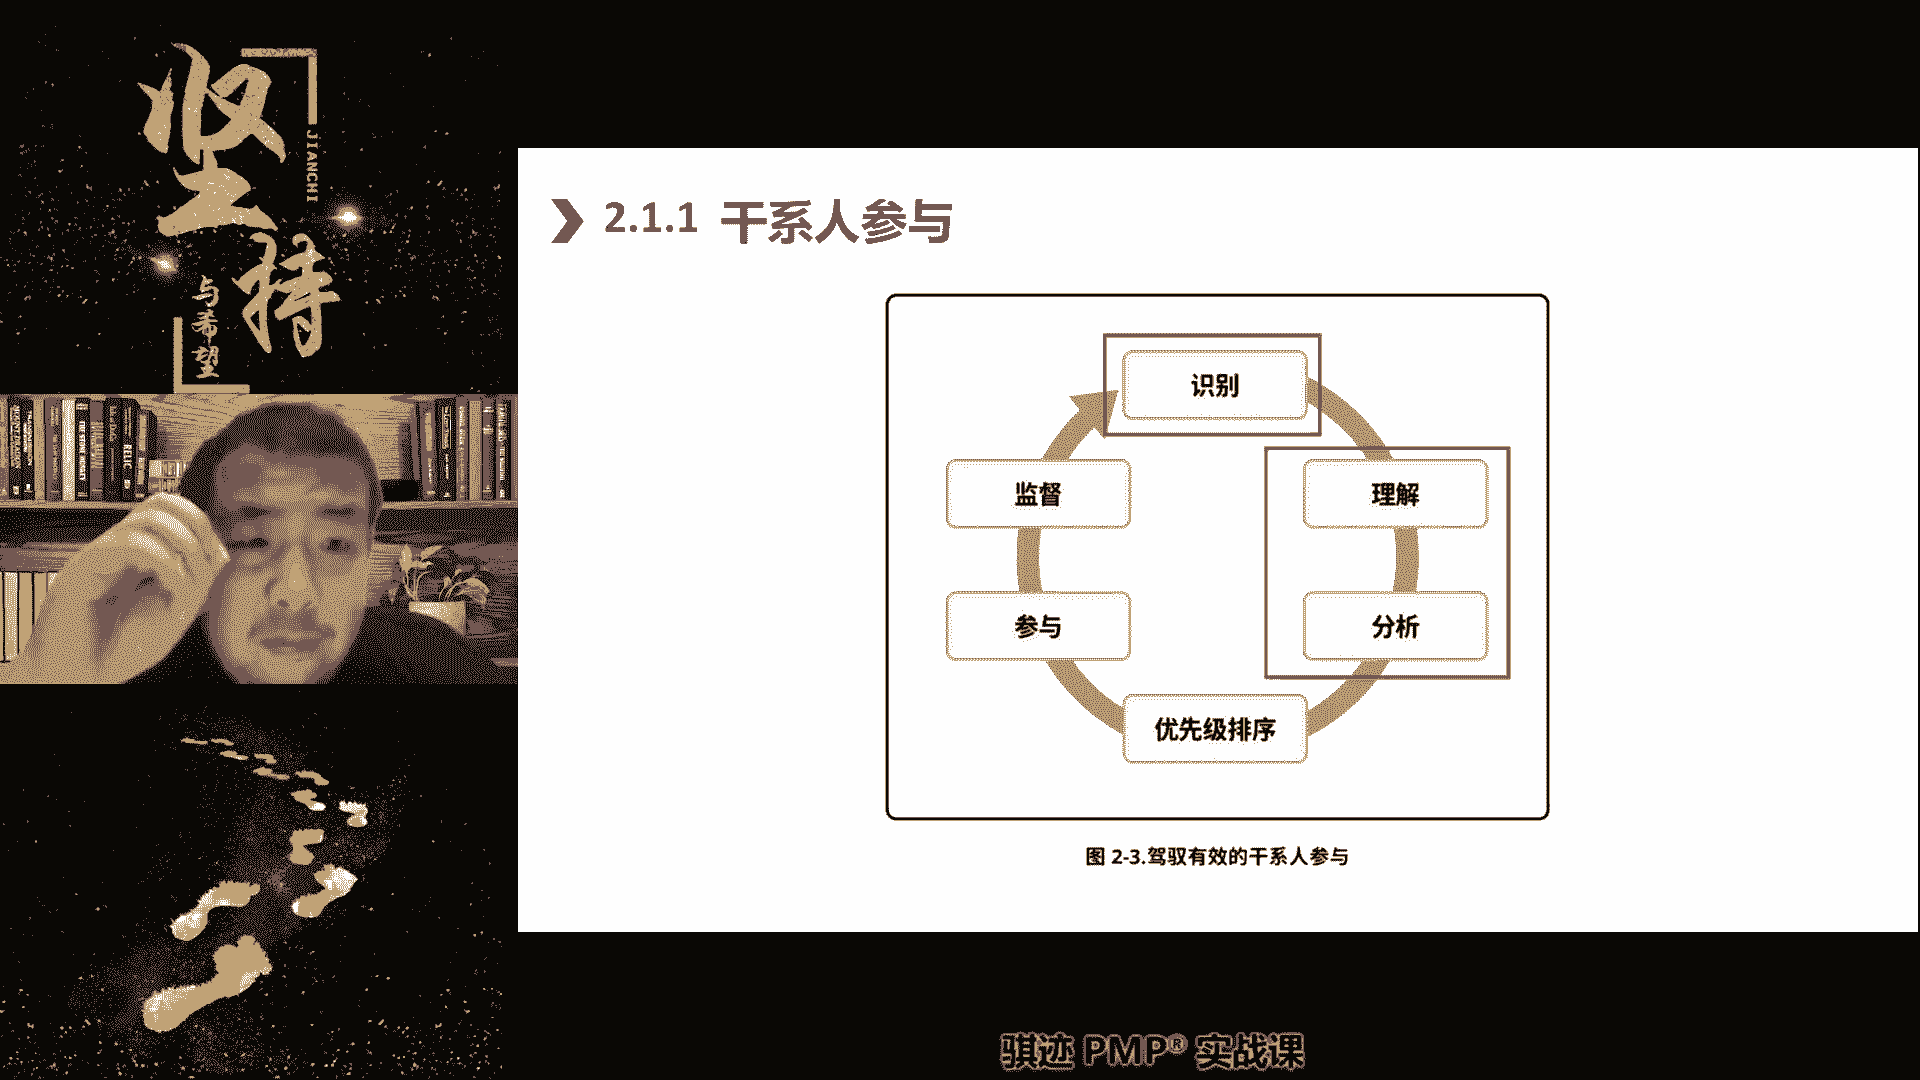 坚持
JIANCHI
与希望
2.1.1 干系人参与
识别
监督
理解
参与
分析
优先级排序
图 2-3.驾驭有效的干系人参与
骐迹 PMP® 实战课